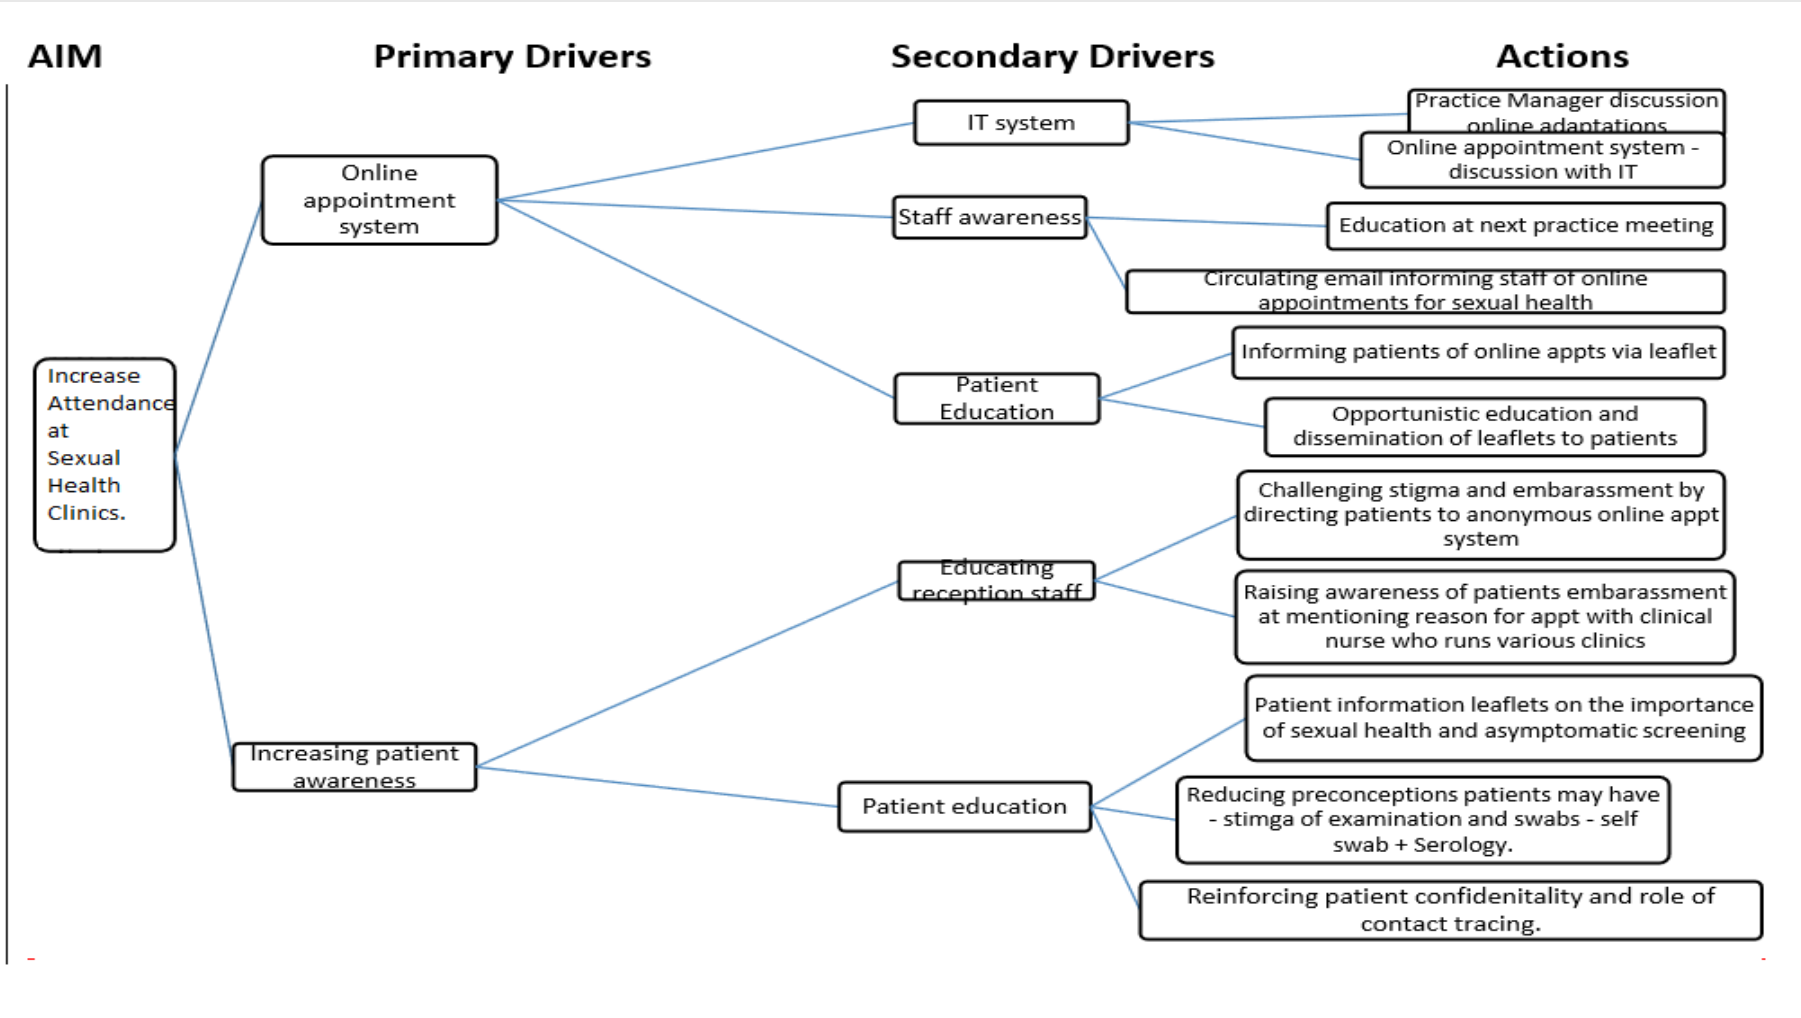 AIM
Primary Drivers
Secondary Drivers
Actions
Increase
Attendance
at
Sexual
Health
Clinics.
Online
appointment
system
Increasing patient
awareness
IT system
Staff awareness
Patient
Education
Educating
reception staff
Patient education
Practice Manager discussion
online adaptations
Online appointment system -
discussion with IT
Education at next practice meeting
Circulating email informing staff of online
appointments for sexual health
Informing patients of online appts via leaflet
Opportunistic education and
dissemination of leaflets to patients
Challenging stigma and embarassment by
directing patients to anonymous online appt
system
Raising awareness of patients embarassment
at mentioning reason for appt with clinical
nurse who runs various clinics
Patient information leaflets on the importance
of sexual health and asymptomatic screening
Reducing preconceptions patients may have
- stimga of examination and swabs - self
swab + Serology.
Reinforcing patient confidenitality and role of
contact tracing.